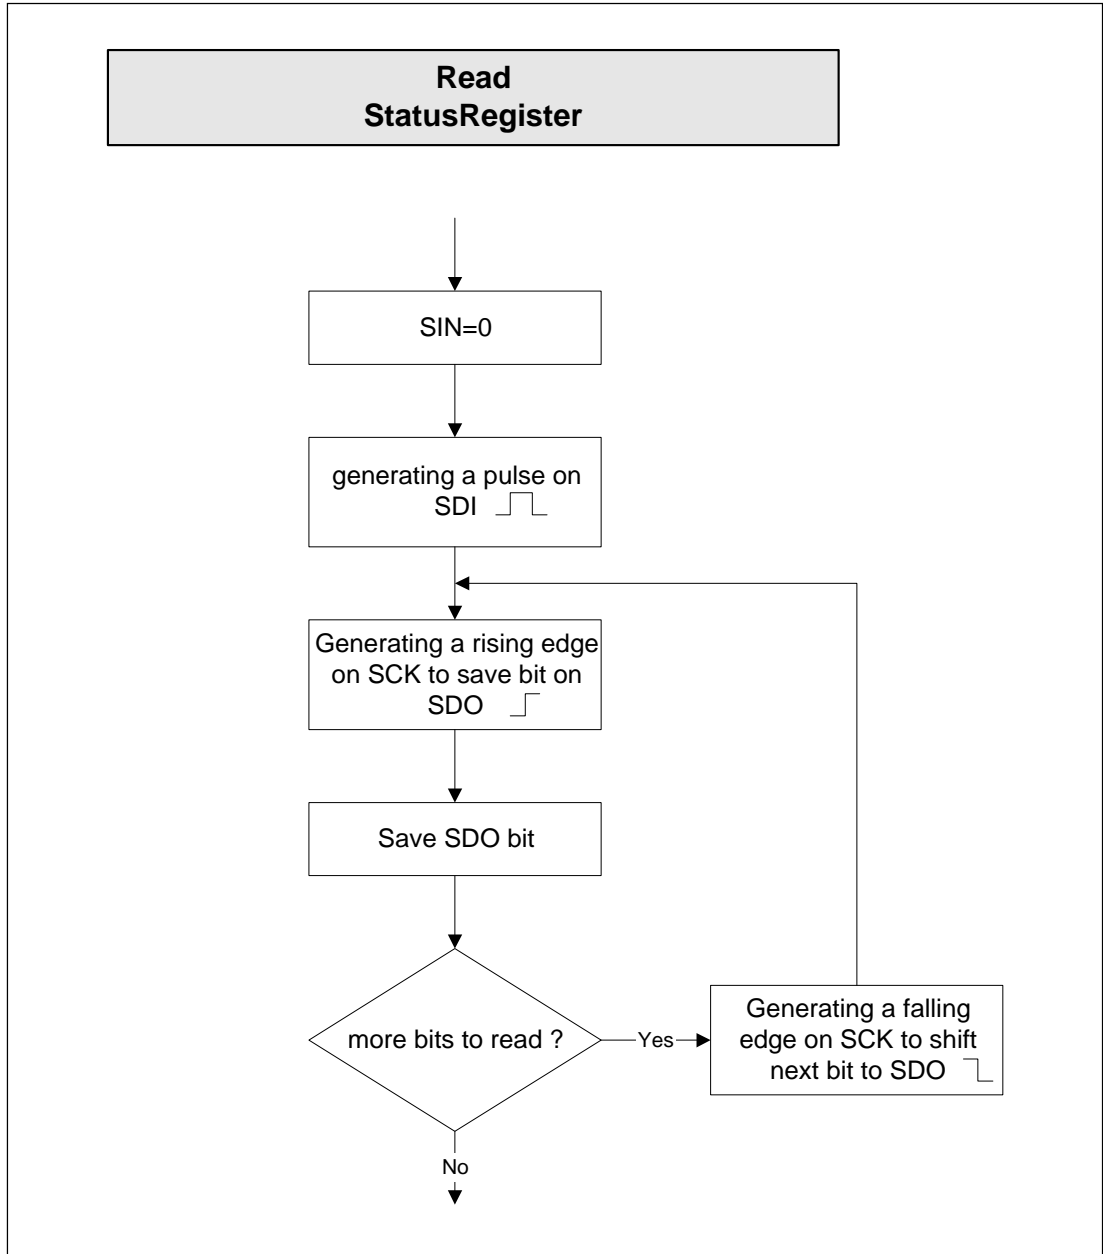 Read
StatusRegister
SIN=0
generating a pulse on
SDI
Generating a rising edge
on SCK to save bit on
SDO
Save SDO bit
more bits to read ?
Yes
Generating a falling
edge on SCK to shift
next bit to SDO
No